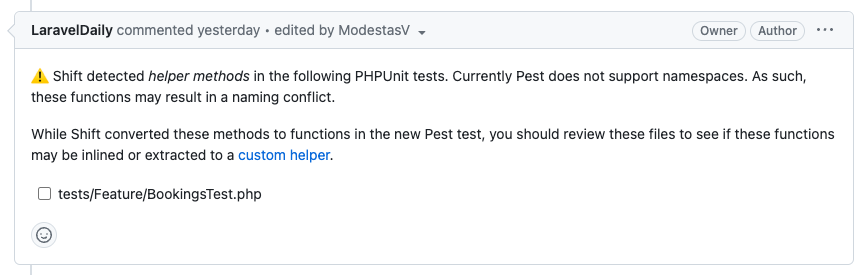 LaravelDaily commented yesterday • edited by ModestasV
Owner
Author
⚠️ Shift detected helper methods in the following PHPUnit tests. Currently Pest does not support namespaces. As such,
these functions may result in a naming conflict.
While Shift converted these methods to functions in the new Pest test, you should review these files to see if these functions
may be inlined or extracted to a custom helper.
tests/Feature/BookingsTest.php